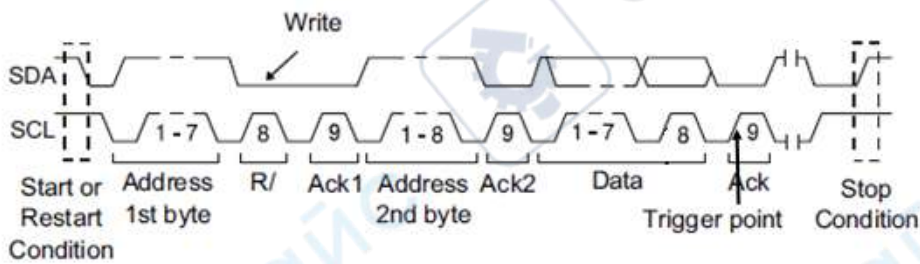 Write
SDA
SCL 1 - 7 8 9 1 - 8 9 1 - 7 8 9
Start or Restart Condition
Address 1st byte
R/
Ack1
Address 2nd byte
Ack2
Data
Ack
Trigger point
Stop Condition